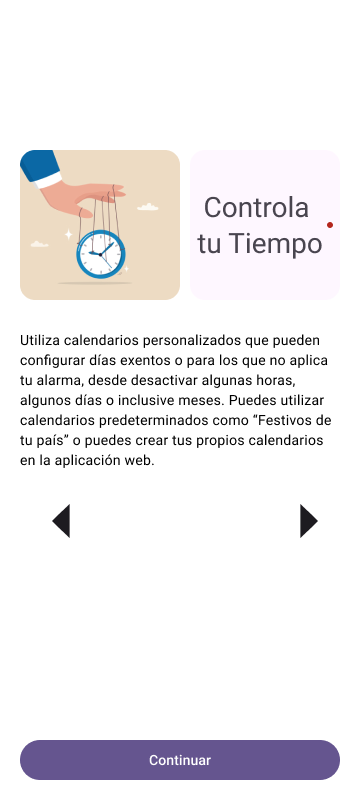 Controla
tu Tiempo
Utiliza calendarios personalizados que pueden
configurar días exentos o para los que no aplica
tu alarma, desde desactivar algunas horas,
algunos días o inclusive meses. Puedes utilizar
calendarios predeterminados como “Festivos de
tu país” o puedes crear tus propios calendarios
en la aplicación web.
Continuar